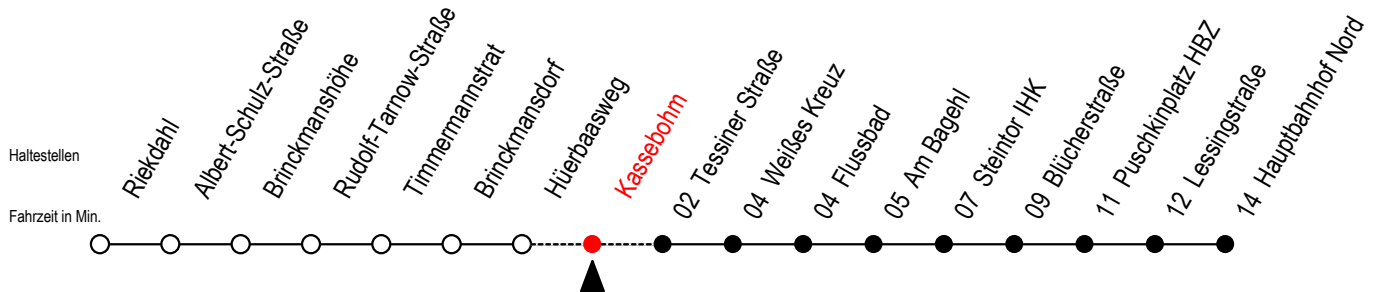 Haltestellen
Fahrzeit in Min.
Riekdahl
Albert-Schulz-Straße
Brinckmanshöhe
Rudolf-Tarnow-Straße
Timmermannstrat
Brinckmansdorf
Hüerbaasweg
Kassebohm
02 Tessiner Straße
04 Weißes Kreuz
04 Flussbad
05 Am Bagehl
07 Steintor IHK
09 Blücherstraße
11 Puschkinplatz HBZ
12 Lessingstraße
14 Hauptbahnhof Nord